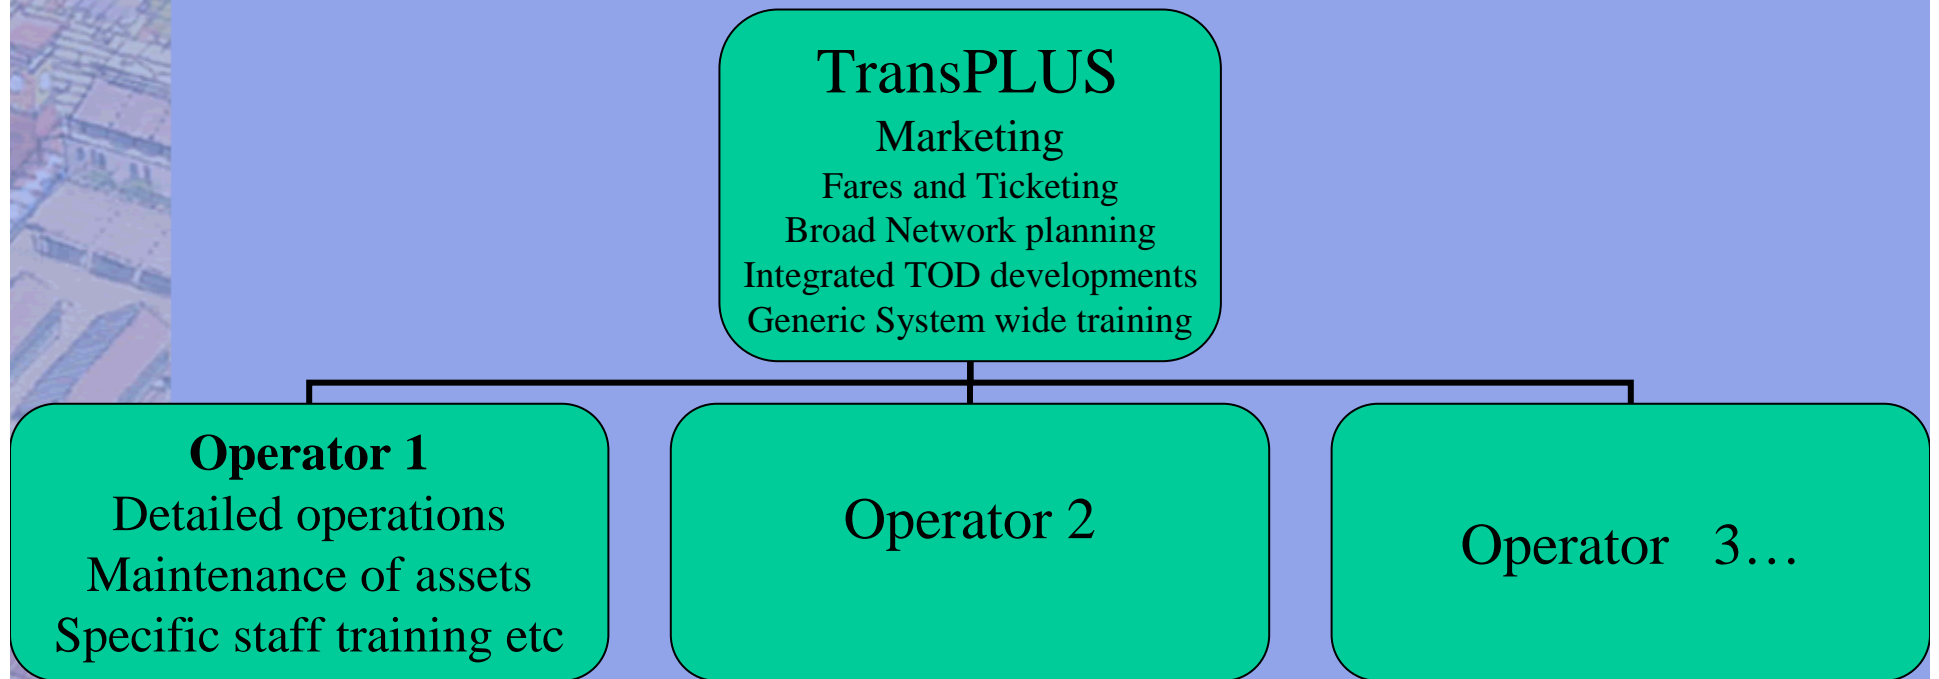 TransPLUS
Marketing
Fares and Ticketing
Broad Network planning
Integrated TOD developments
Generic System wide training
Operator 1
Detailed operations
Maintenance of assets
Specific staff training etc
Operator 2
Operator 3…